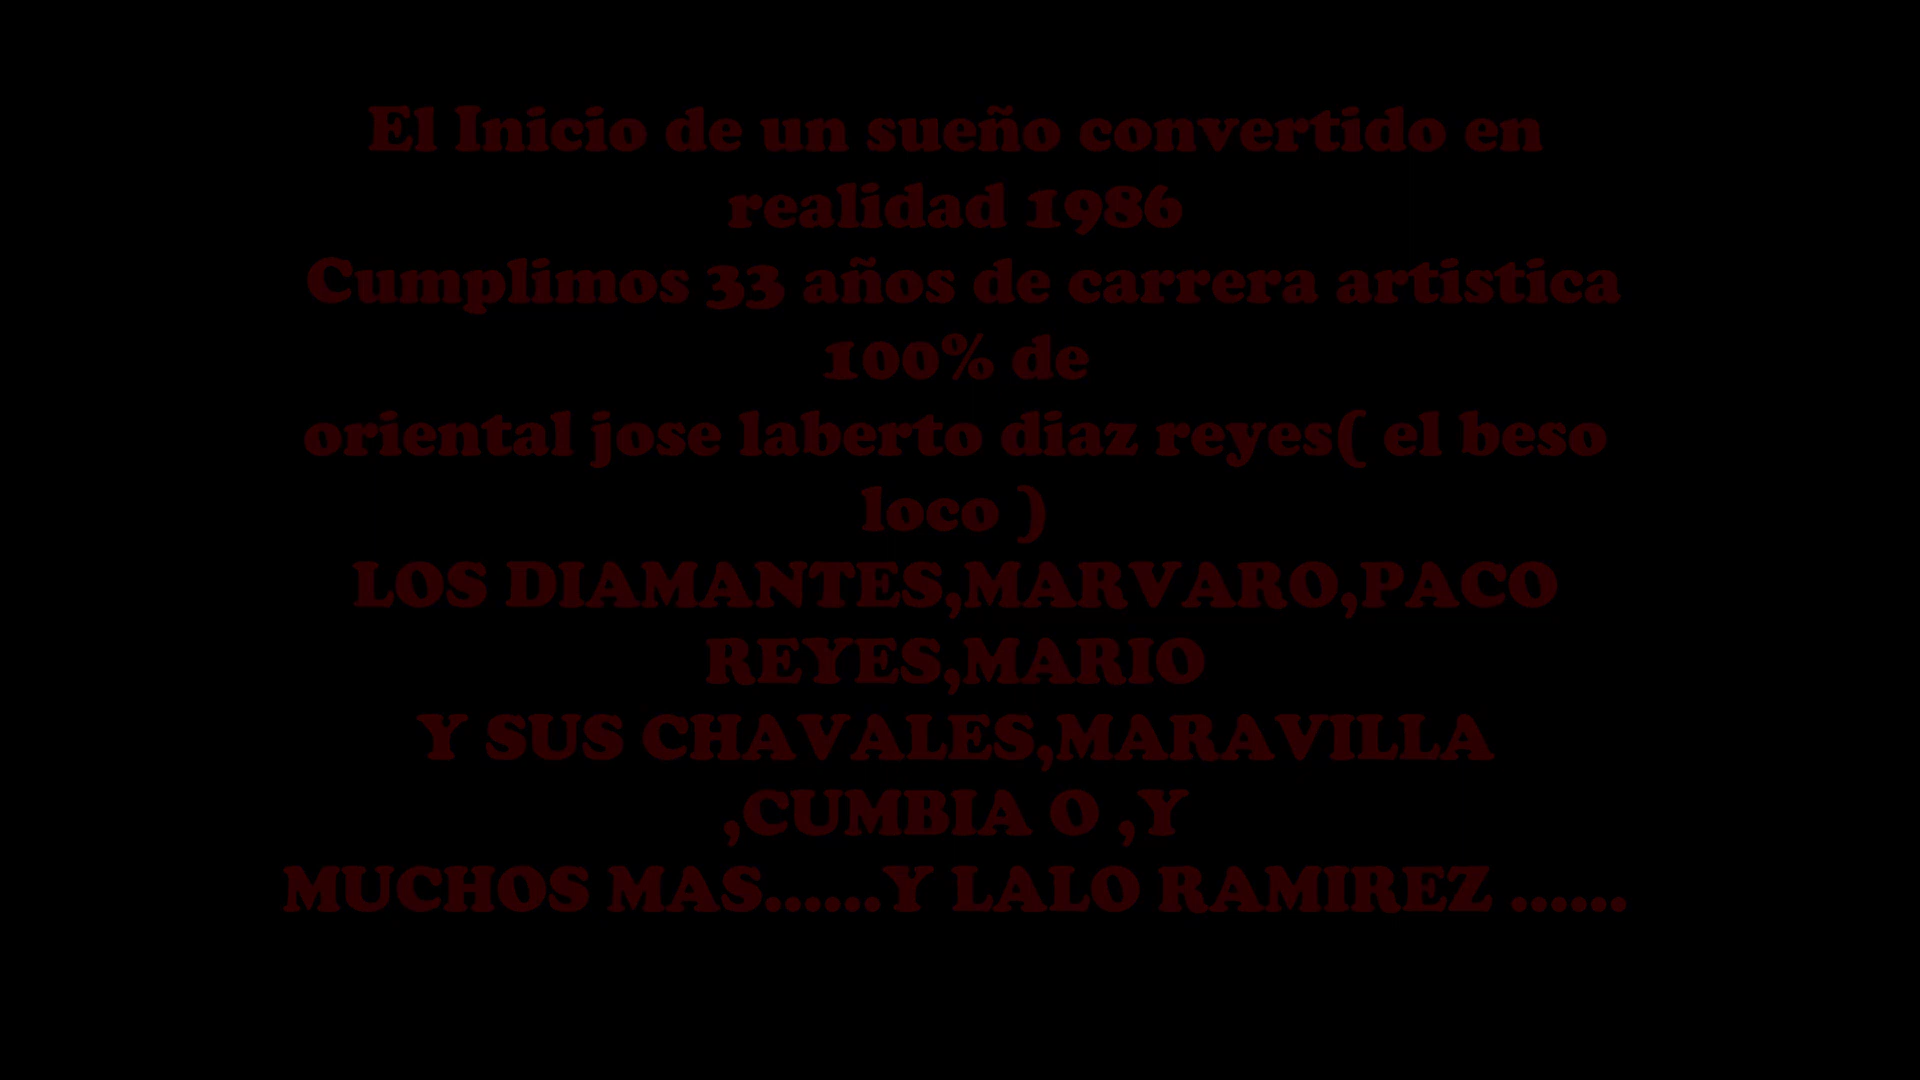 El Inicio de un sueño convertido en
realidad 1986
Cumplimos 33 años de carrera artistica
100% de
oriental jose laberto diaz reyes( el beso
loco )
LOS DIAMANTES,MARVARO,PACO
REYES,MARIO
Y SUS CHAVALES,MARAVILLA
,CUMBIA O ,Y
MUCHOS MAS......Y LALO RAMIREZ ......